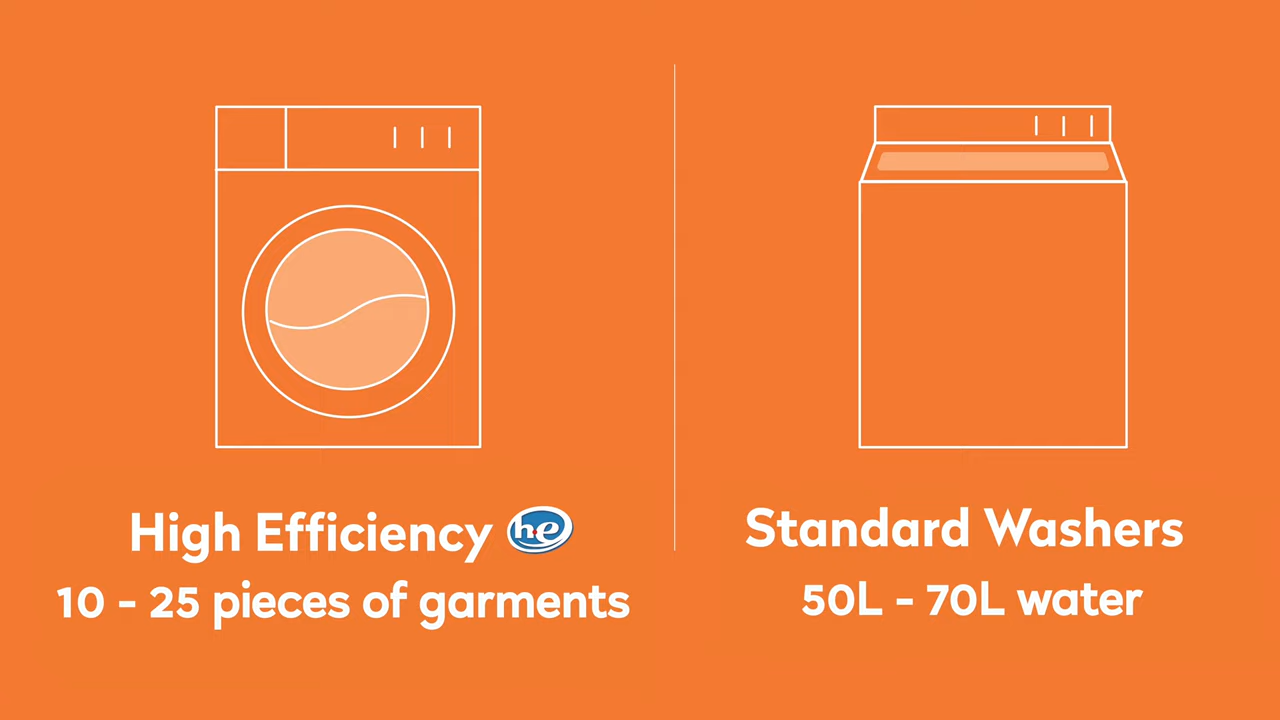 High Efficiency he
10 - 25 pieces of garments
Standard Washers
50L - 70L water